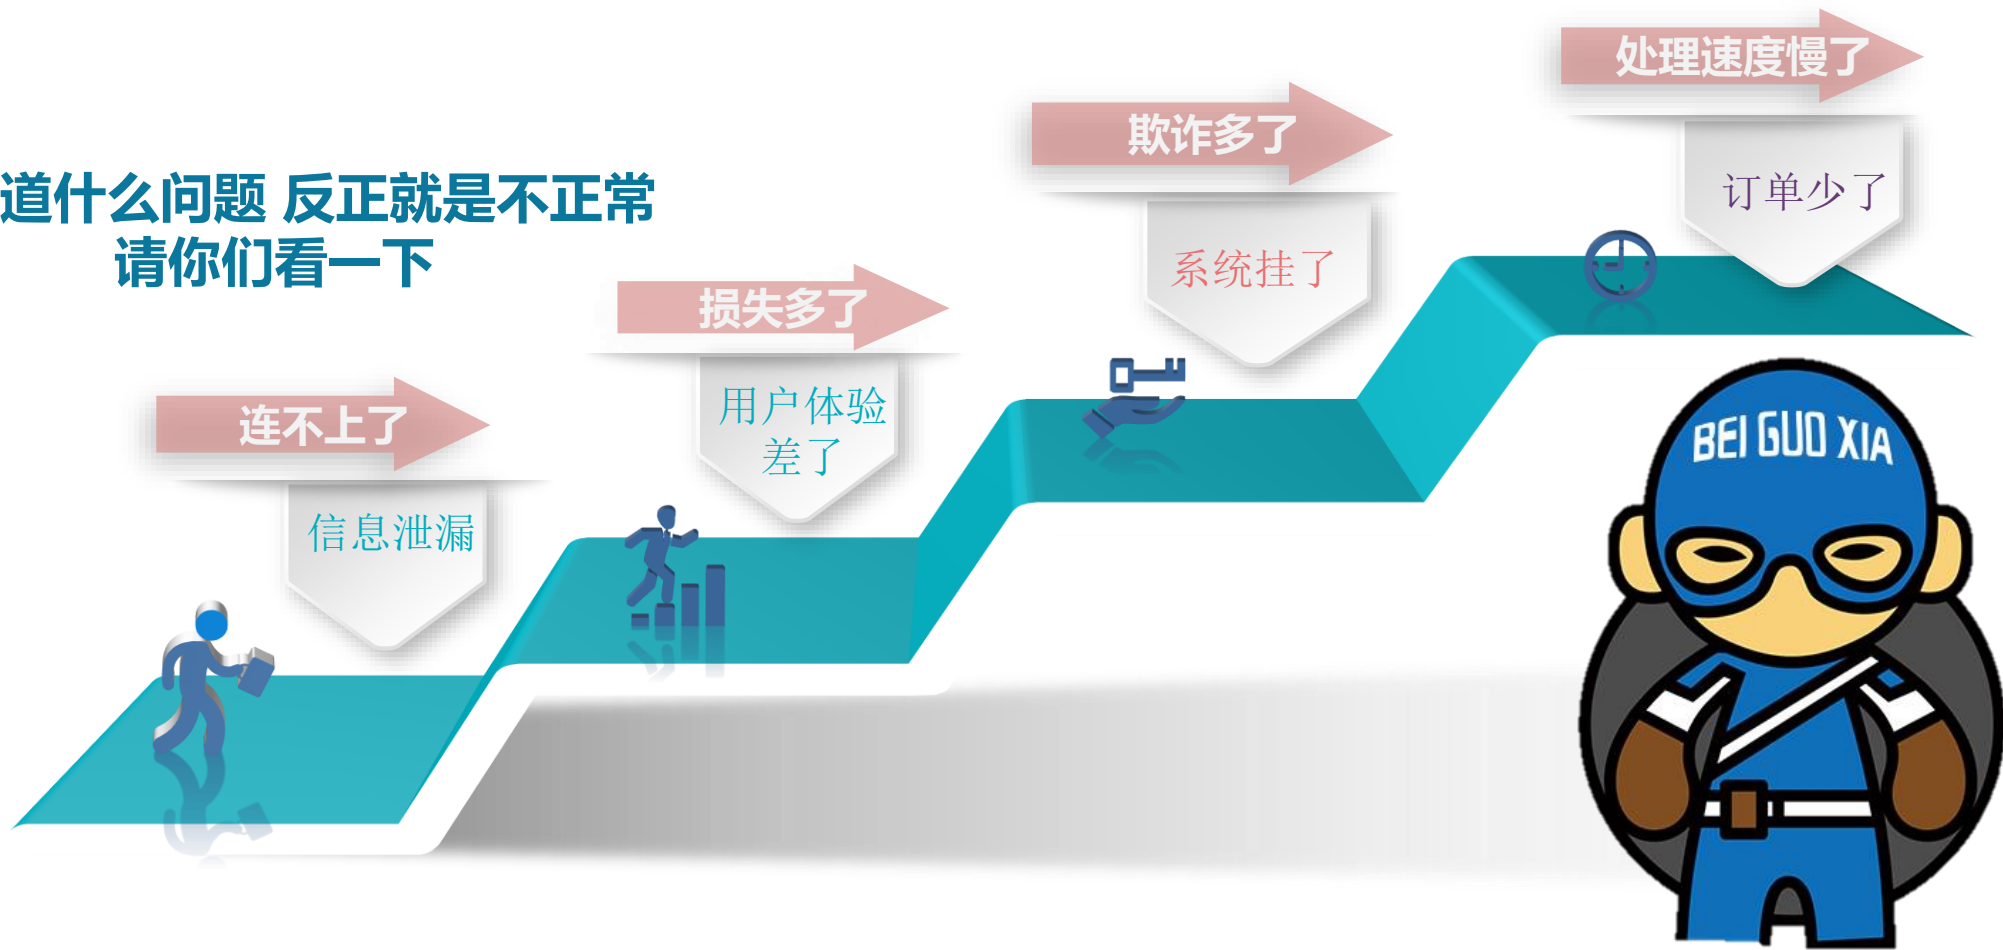 道什么问题 反正就是不正常
请你们看一下
连不上了
信息泄漏
损失多了
用户体验
差了
欺诈多了
系统挂了
处理速度慢了
订单少了
BEI GUO XIA